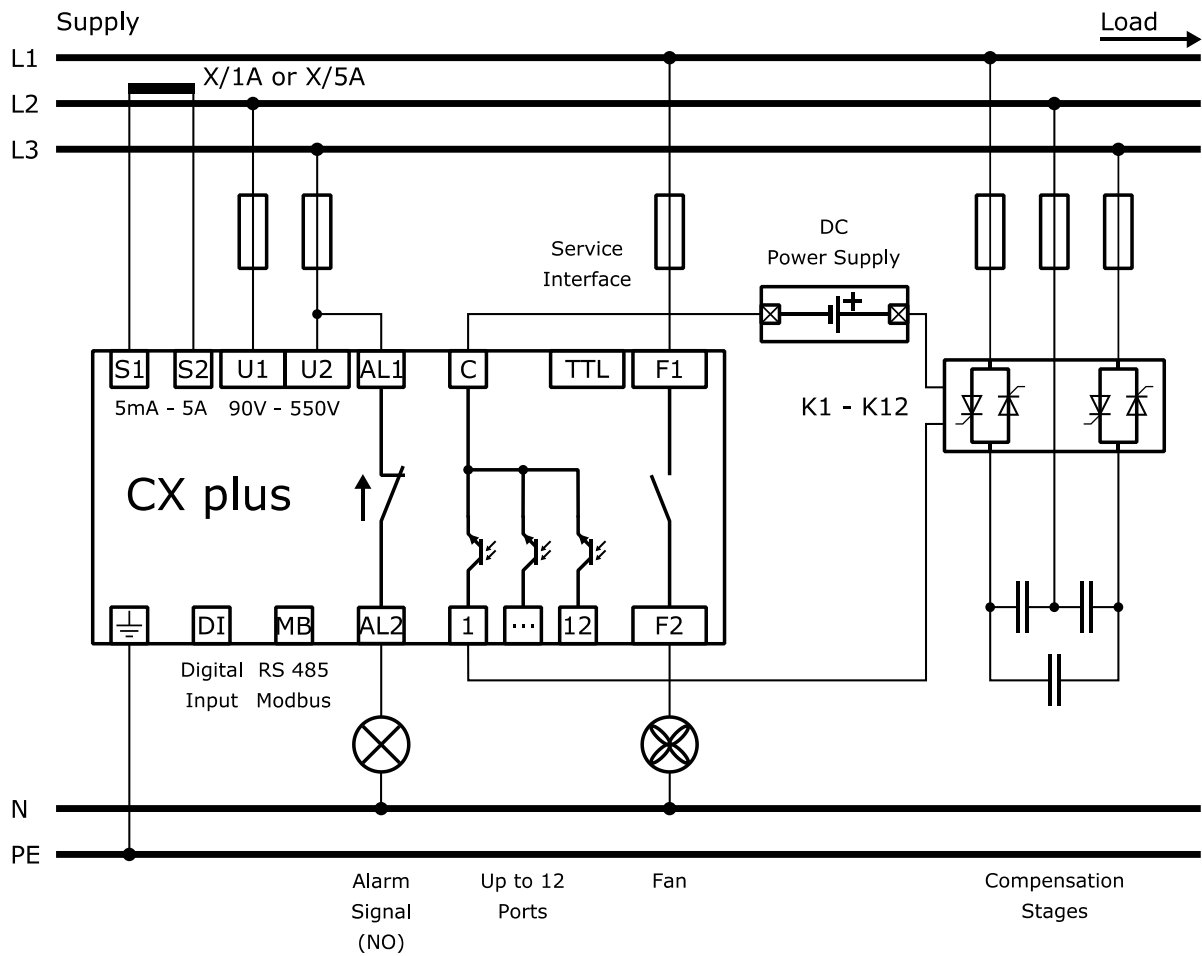 Supply
Load
L1
X/1A or X/5A
L2
L3
DC
Power Supply
Service
Interface
S1 S2 U1 U2 AL1 C TTL F1
5mA - 5A 90V - 550V
K1 - K12
CX plus
DI MB AL2 1 ... 12 F2
Digital
Input
RS 485
Modbus
N
PE
Alarm
Signal
(NO)
Up to 12
Ports
Fan
Compensation
Stages